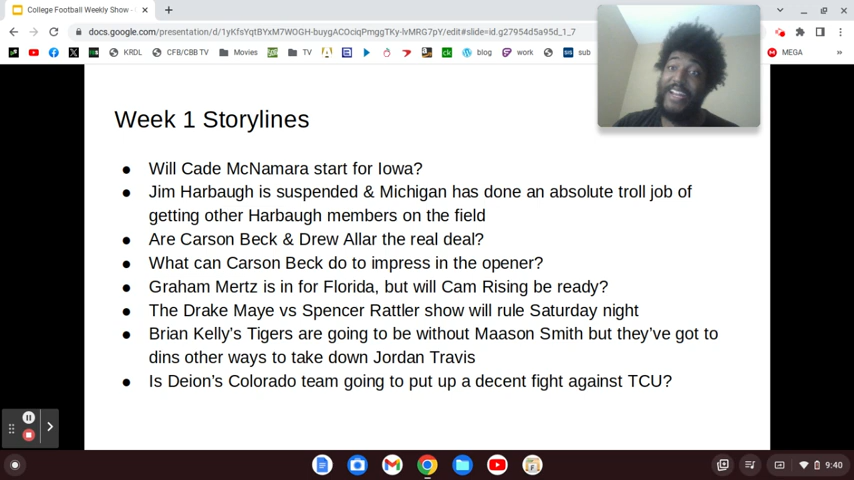 College Football Weekly Show -
docs.google.com/presentation/d/1yKfsYqtBYxM7WOGH-buygACOciqPmggTKy-lvMRG7pY/edit#slide=id.g27954d5a95d_1_7
KRDL CFB/CBB TV Movies TV blog work sub MEGA »
Week 1 Storylines
● Will Cade McNamara start for Iowa?
● Jim Harbaugh is suspended & Michigan has done an absolute troll job of
getting other Harbaugh members on the field
● Are Carson Beck & Drew Allar the real deal?
● What can Carson Beck do to impress in the opener?
● Graham Mertz is in for Florida, but will Cam Rising be ready?
● The Drake Maye vs Spencer Rattler show will rule Saturday night
● Brian Kelly's Tigers are going to be without Maason Smith but they've got to
dins other ways to take down Jordan Travis
● Is Deion's Colorado team going to put up a decent fight against TCU?
9:40